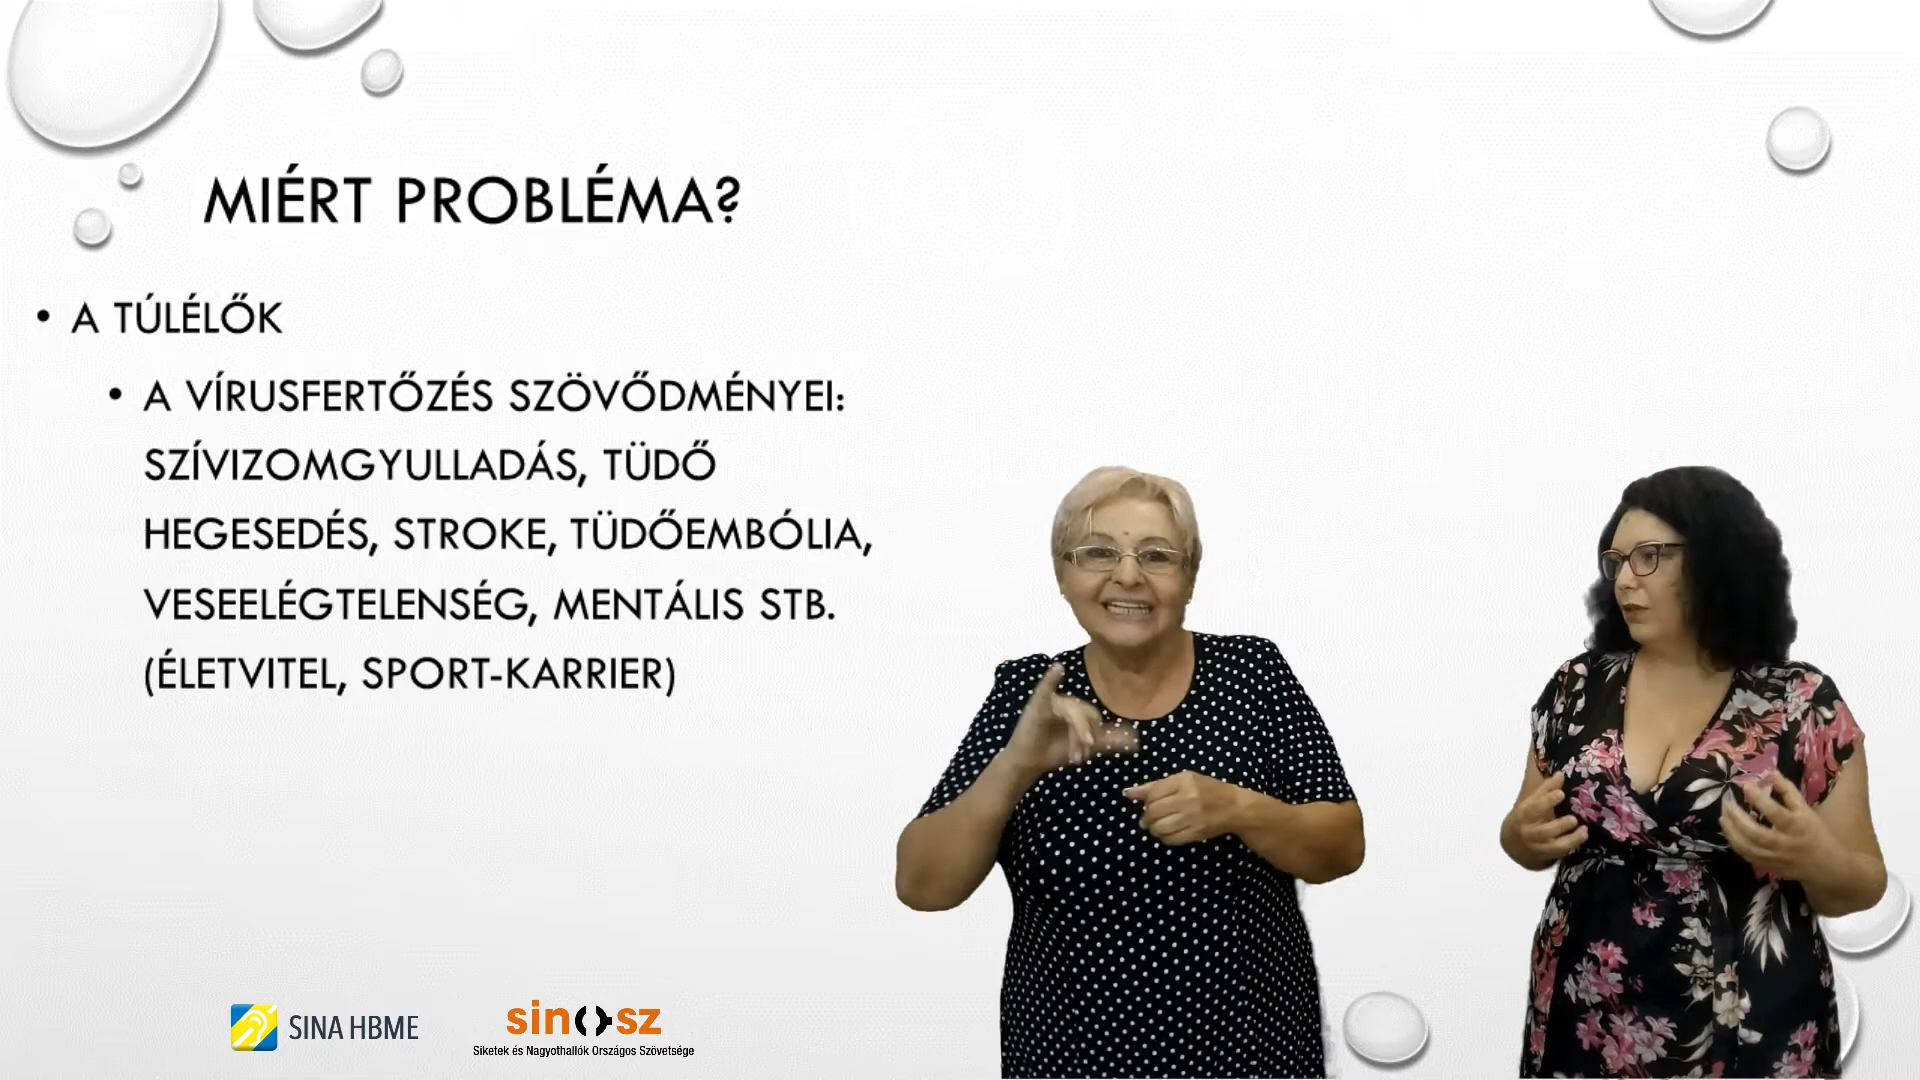 MIÉRT PROBLÉMA?
• A TÚLÉLŐK
• A VÍRUSFERTŐZÉS SZÖVŐDMÉNYEI:
SZÍVIZOMGYULLADÁS, TÜDŐ
HEGESEDÉS, STROKE, TÜDŐEMBÓLIA,
VESEELÉGTELENSÉG, MENTÁLIS STB.
(ÉLETVITEL, SPORT-KARRIER)
SINA HBME
sinosz
Siketek és Nagyothallók Országos Szövetsége